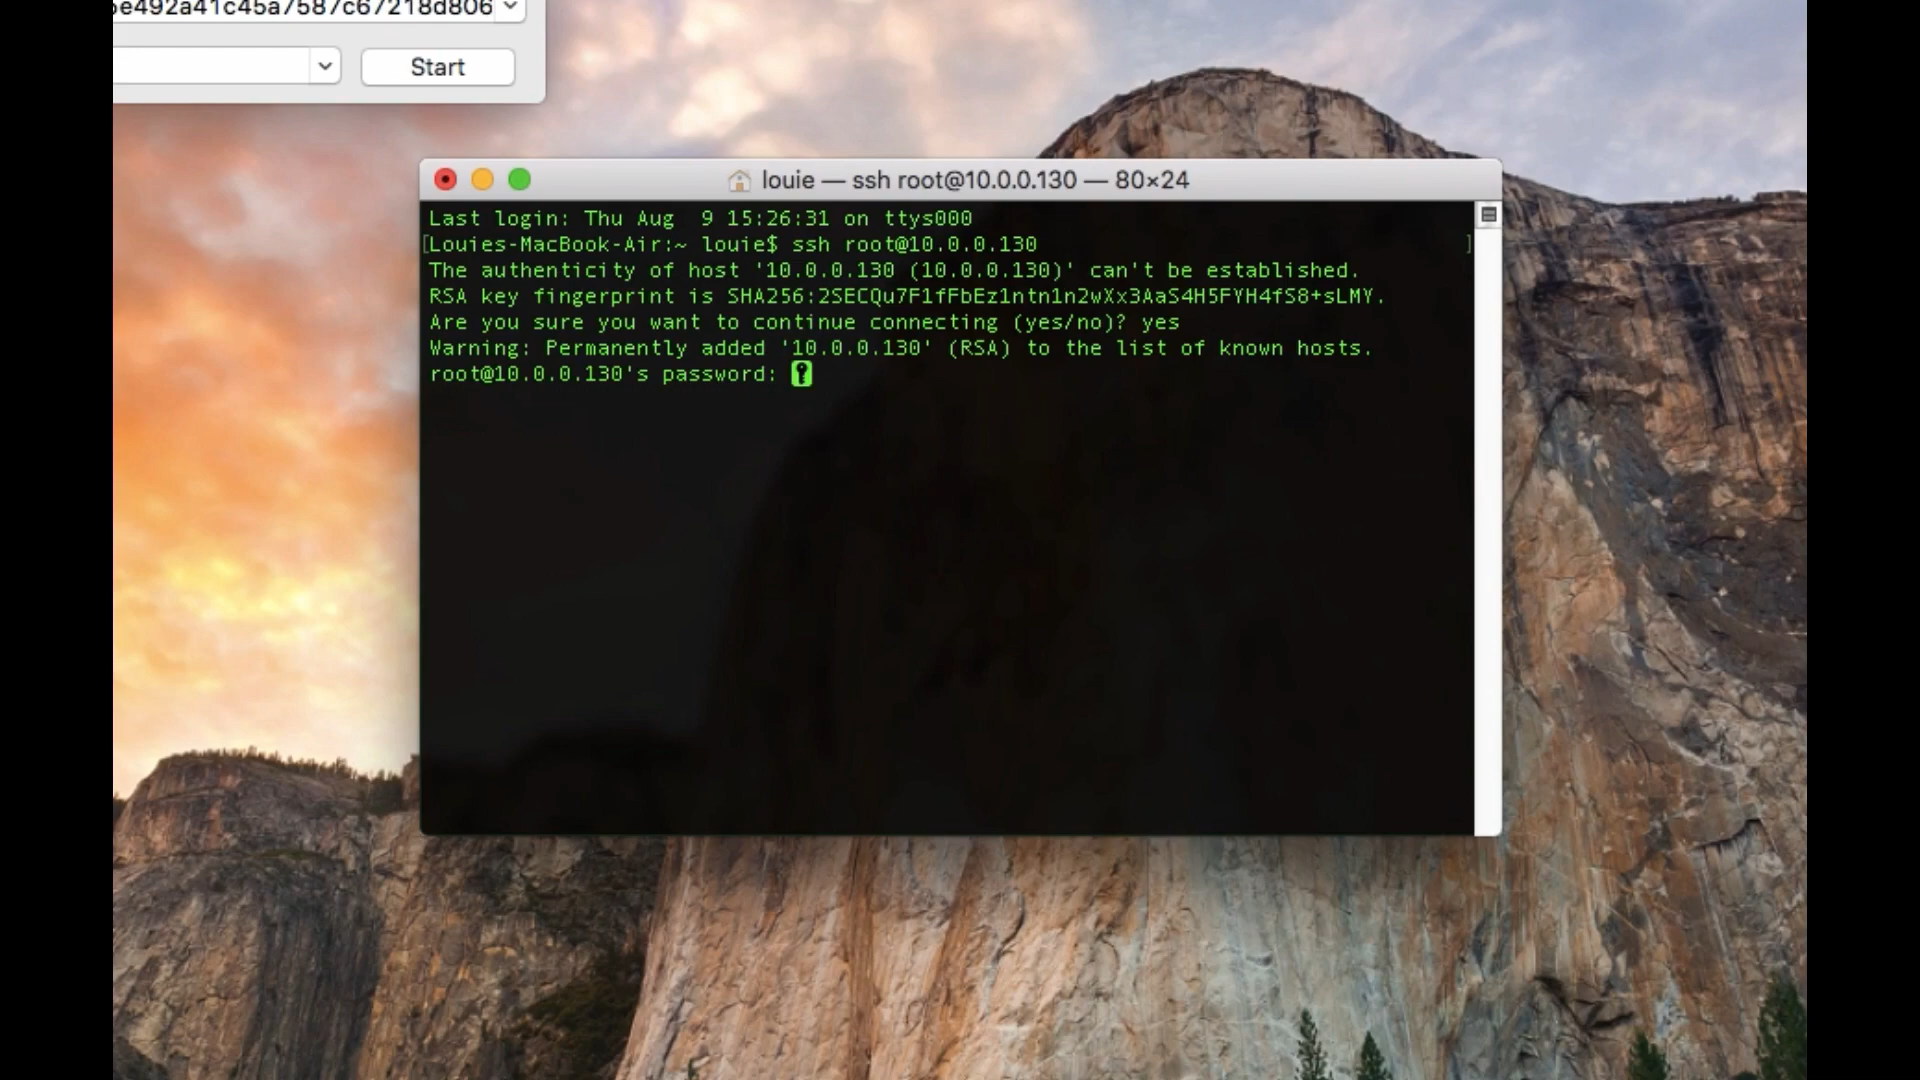 5e492a41c45a7587c67218d806
Start
louie — ssh root@10.0.0.130 — 80×24
Last login: Thu Aug  9 15:26:31 on ttys000
[Louies-MacBook-Air:~ louie$ ssh root@10.0.0.130 ]
The authenticity of host '10.0.0.130 (10.0.0.130)' can't be established.
RSA key fingerprint is SHA256:2SECQu7F1fFbEz1ntn1n2wXx3AaS4H5FYH4fS8+sLMY.
Are you sure you want to continue connecting (yes/no)? yes
Warning: Permanently added '10.0.0.130' (RSA) to the list of known hosts.
root@10.0.0.130's password: